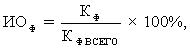 ИО_Ф = К_Ф / К_Ф ВСЕГО × 100%,